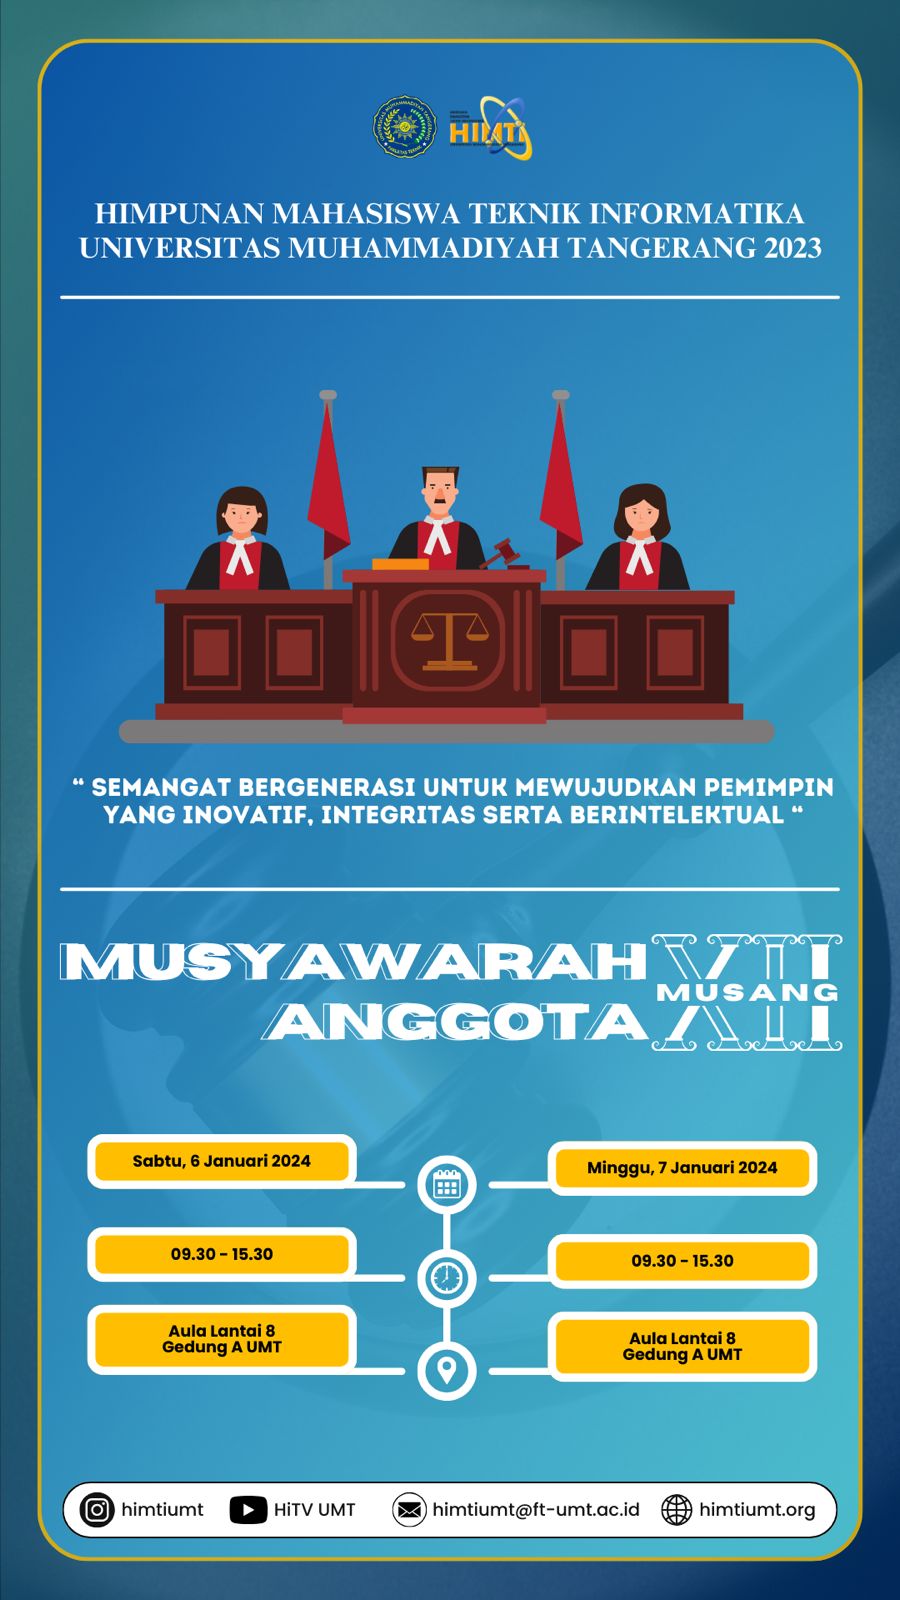 HIMTI
HIMPUNAN MAHASISWA TEKNIK INFORMATIKA
UNIVERSITAS MUHAMMADIYAH TANGERANG 2023
“ SEMANGAT BERGENERASI UNTUK MEWUJUDKAN PEMIMPIN
YANG INOVATIF, INTEGRITAS SERTA BERINTELEKTUAL “
MUSYAWARAH
ANGGOTA
XII
MUSANG
Sabtu, 6 Januari 2024
Minggu, 7 Januari 2024
09.30 - 15.30
09.30 - 15.30
Aula Lantai 8
Gedung A UMT
Aula Lantai 8
Gedung A UMT
himtiumt
HiTV UMT
himtiumt@ft-umt.ac.id
himtiumt.org